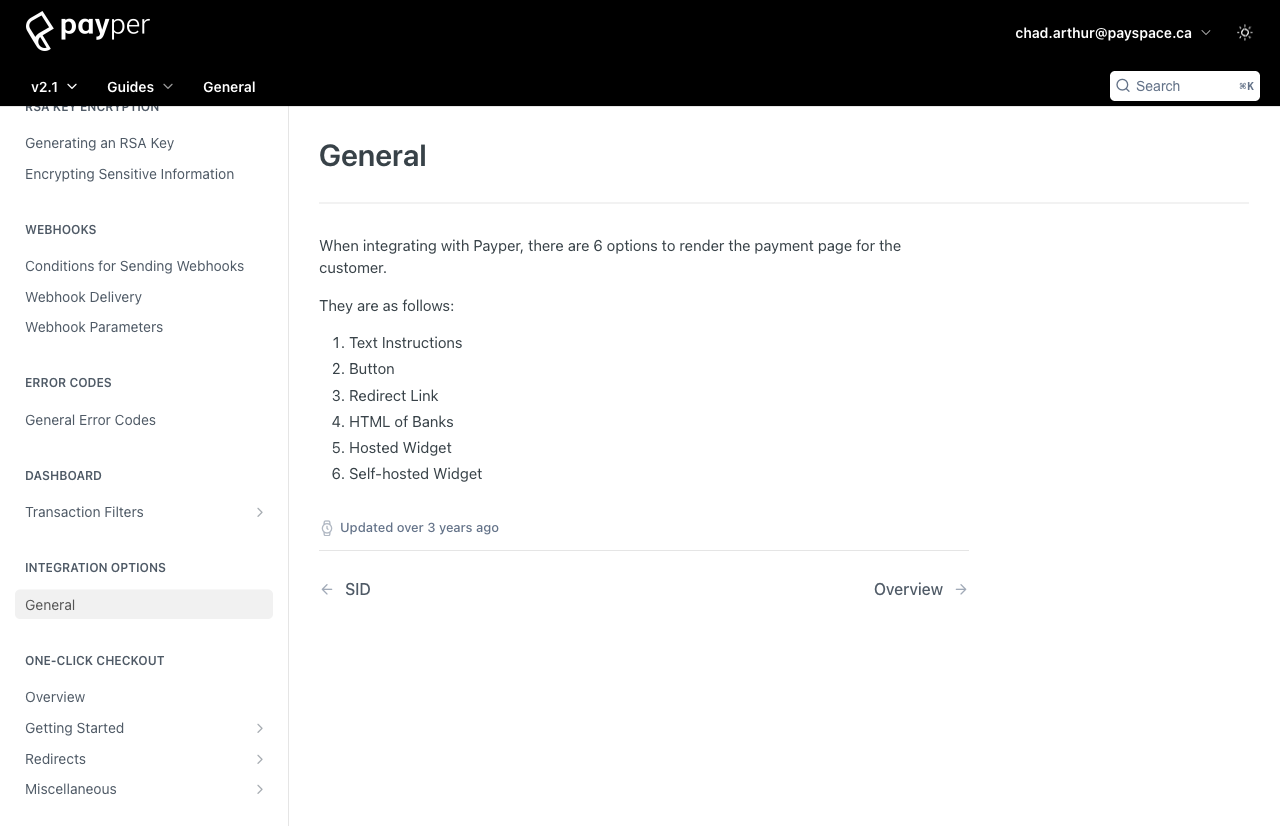 payper
chad.arthur@payspace.ca
v2.1
Guides
General
Search
⌘K
RSA KEY ENCRYPTION
Generating an RSA Key
Encrypting Sensitive Information
WEBHOOKS
Conditions for Sending Webhooks
Webhook Delivery
Webhook Parameters
ERROR CODES
General Error Codes
DASHBOARD
Transaction Filters
INTEGRATION OPTIONS
General
ONE-CLICK CHECKOUT
Overview
Getting Started
Redirects
Miscellaneous
General
When integrating with Payper, there are 6 options to render the payment page for the
customer.
They are as follows:
1. Text Instructions
2. Button
3. Redirect Link
4. HTML of Banks
5. Hosted Widget
6. Self-hosted Widget
Updated over 3 years ago
← SID
Overview →